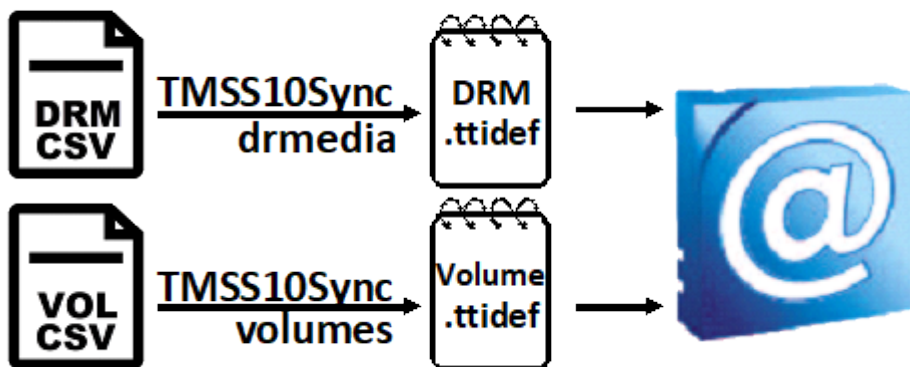 DRM
CSV
TMSS10Sync
drmedia
DRM
.ttidef
@
VOL
CSV
TMSS10Sync
volumes
Volume
.ttidef